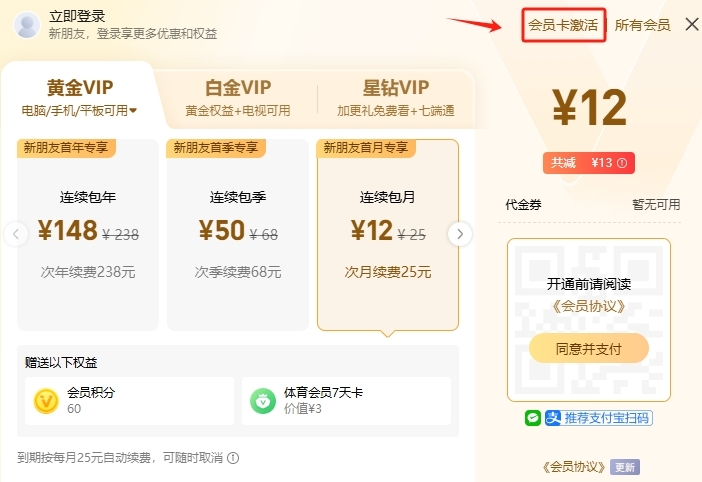 立即登录
新朋友，登录享更多优惠和权益
会员卡激活
所有会员
黄金VIP
电脑/手机/平板可用
白金VIP
黄金权益+电视可用
星钻VIP
加更礼免费看+七端通
新朋友首年专享
连续包年
¥148 ¥238
次年续费238元
新朋友首季专享
连续包季
¥50 ¥68
次季续费68元
新朋友首月专享
连续包月
¥12 ¥25
次月续费25元
赠送以下权益
会员积分
60
体育会员7天卡
价值¥3
到期按每月25元自动续费，可随时取消
¥12
共减 ¥13
代金券 暂无可用
开通前请阅读
《会员协议》
同意并支付
推荐支付宝扫码
《会员协议》 更新